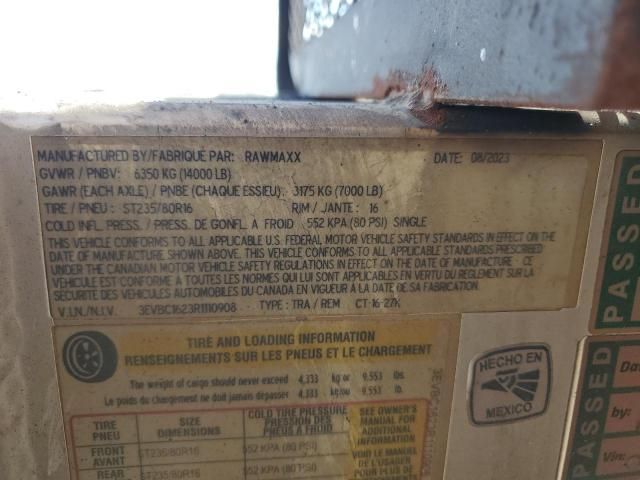 MANUFACTURED BY/FABRIQUE PAR: RAWMAXX DATE: 08/2023
GVWR / PNBV: 6350 KG (14000 LB)
GAWR (EACH AXLE) / PNBE (CHAQUE ESSIEU): 3175 KG (7000 LB)
TIRE / PNEU : ST235/80R16 RIM / JANTE : 16
COLD INFL. PRESS. / PRESS. DE GONFL. A FROID 552 KPA (80 PSI) SINGLE
THIS VEHICLE CONFORMS TO ALL APPLICABLE U.S. FEDERAL MOTOR VEHICLE SAFETY STANDARDS IN EFFECT ON THE
DATE OF MANUFACTURE SHOWN ABOVE. THIS VEHICLE CONFORMS TO ALL APPLICABLE STANDARDS PRESCRIBED
UNDER THE CANADIAN MOTOR VEHICLE SAFETY REGULATIONS IN EFFECT ON THE DATE OF MANUFACTURE - CE
VEHICULE EST CONFORME A TOUTES LES NORMES QUI LUI SONT APPLICABLES EN VERTU DU REGLEMENT SUR LA
SECURITE DES VEHICULES AUTOMOBILES DU CANADA EN VIGUEUR A LA DATE DE SA FABRICATION.
V.I.N./N.I.V. 3EVBC1623R1110908 TYPE : TRA / REM CT-16-27K
TIRE AND LOADING INFORMATION
RENSEIGNEMENTS SUR LES PNEUS ET LE CHARGEMENT
The weight of cargo should never exceed 4,333 kg or 9,553 lbs.
Le poids du chargement ne doit jamais dépasser 4,333 kg/ou 9,553 lb.
TIRE PNEU
SIZE DIMENSIONS
COLD TIRE PRESSURE PRESSION DES PNEUS A FROID
SEE OWNER'S MANUAL FOR ADDITIONAL INFORMATION
FRONT AVANT ST235/80R16 552 KPA (80 PSI)
VOIR LE MANUEL DE L'USAGER POUR PLUS DE
REAR ST235/80R16 552 KPA (80 PSI)
HECHO EN
MEXICO
PASSED
PASSED
PASSED
Da
by:
Vin: